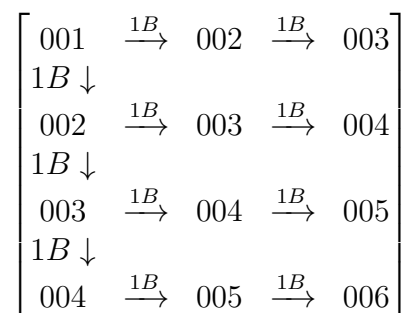 001 1B→ 002 1B→ 003
1B ↓
002 1B→ 003 1B→ 004
1B ↓
003 1B→ 004 1B→ 005
1B ↓
004 1B→ 005 1B→ 006